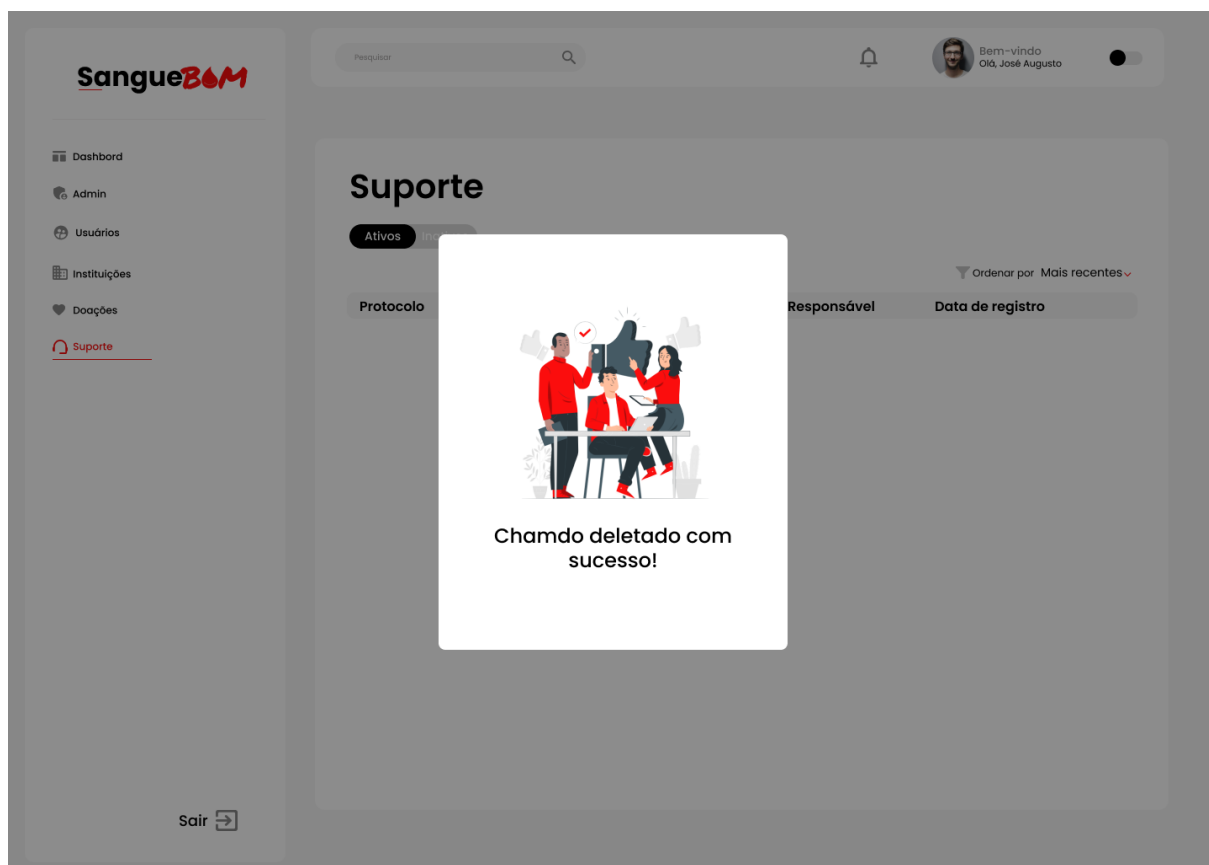 SangueBOM
Dashbord
Admin
Usuários
Instituições
Doações
Suporte
Sair
Pesquisar
Bem-vindo
Olá, José Augusto
Suporte
Ativos
Ordenar por Mais recentes
Protocolo Responsável Data de registro
Chamdo deletado com
sucesso!